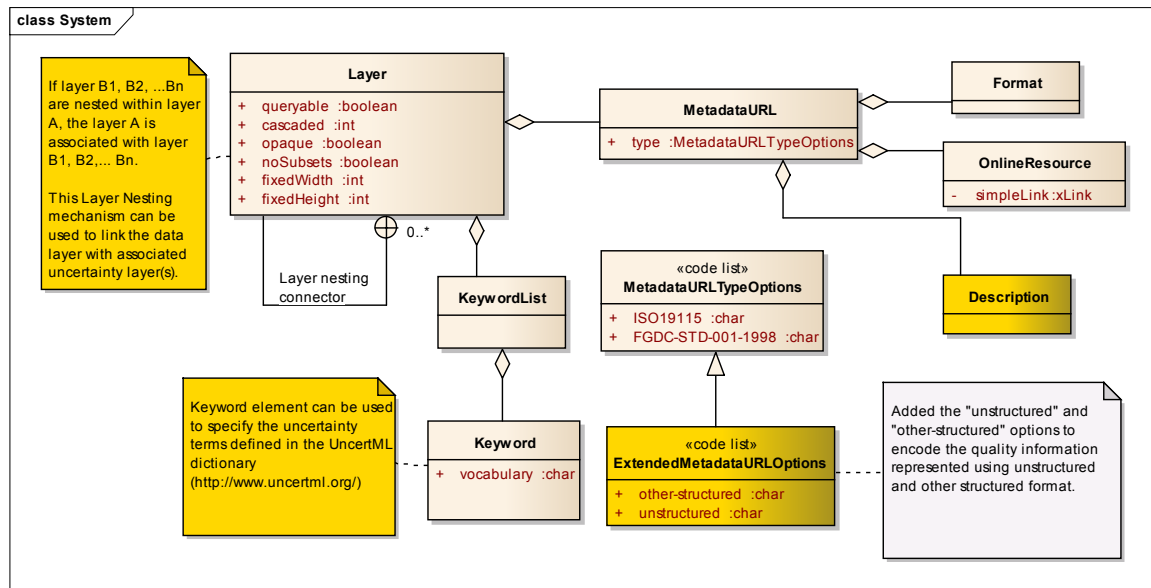 class System
If layer B1, B2, ...Bn
are nested within layer
A, the layer A is
associated with layer
B1, B2,... Bn.
This Layer Nesting
mechanism can be
used to link the data
layer with associated
uncertainty layer(s).
Layer
+ queryable :boolean
+ cascaded :int
+ opaque :boolean
+ noSubsets :boolean
+ fixedWidth :int
+ fixedHeight :int
0..*
Layer nesting
connector
MetadataURL
+ type :MetadataURLTypeOptions
Format
OnlineResource
- simpleLink :xLink
Description
KeywordList
«code list»
MetadataURLTypeOptions
+ ISO19115 :char
+ FGDC-STD-001-1998 :char
Keyword element can be used
to specify the uncertainty
terms defined in the UncertML
dictionary
(http://www.uncertml.org/)
Keyword
+ vocabulary :char
«code list»
ExtendedMetadataURLOptions
+ other-structured :char
+ unstructured :char
Added the "unstructured" and
"other-structured" options to
encode the quality information
represented using unstructured
and other structured format.